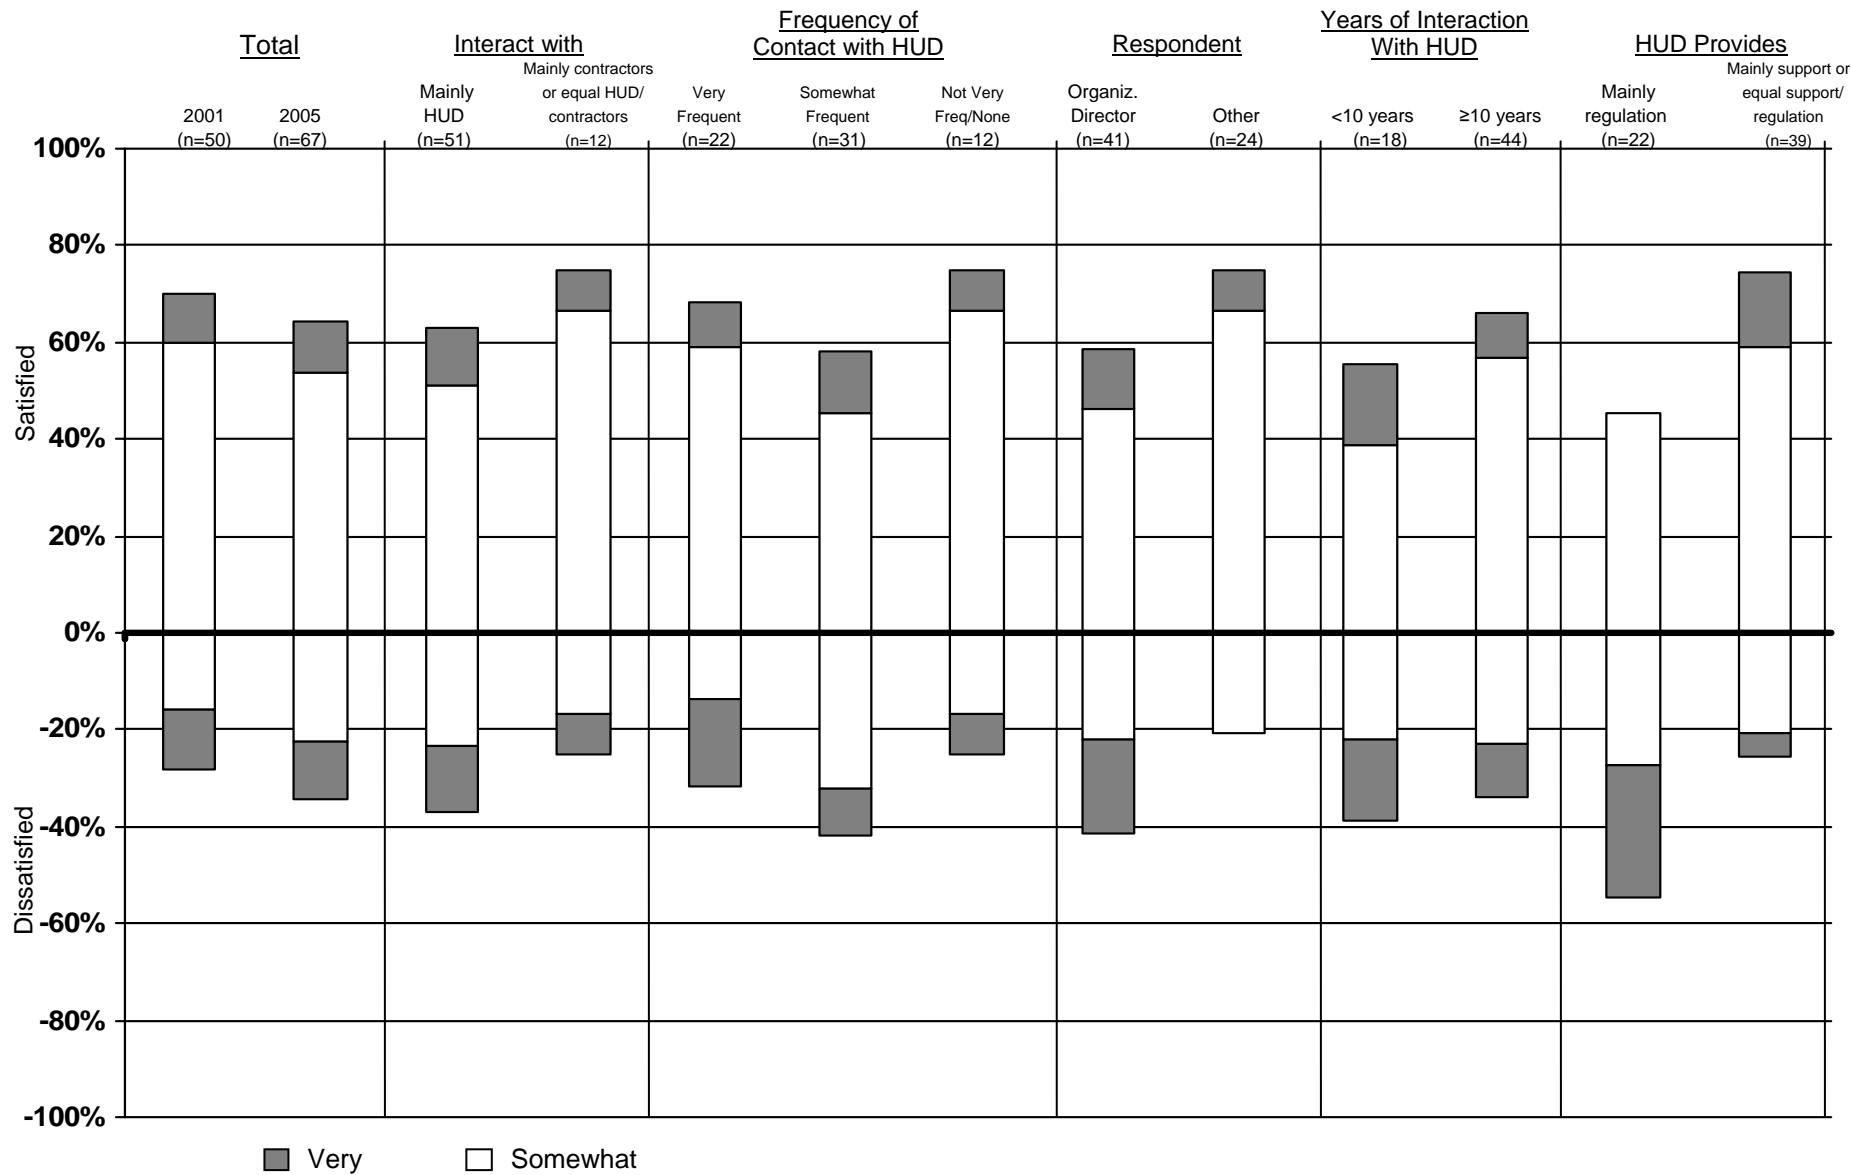 Total
Interact with
Frequency of
Contact with HUD
Respondent
Years of Interaction
With HUD
HUD Provides
2001
(n=50)
2005
(n=67)
Mainly
HUD
(n=51)
Mainly contractors
or equal HUD/
contractors
(n=12)
Very
Frequent
(n=22)
Somewhat
Frequent
(n=31)
Not Very
Freq/None
(n=12)
Organiz.
Director
(n=41)
Other
(n=24)
<10 years
(n=18)
≥10 years
(n=44)
Mainly
regulation
(n=22)
Mainly support or
equal support/
regulation
(n=39)
100%
80%
60%
40%
20%
0%
-20%
-40%
-60%
-80%
-100%
Satisfied
Dissatisfied
Very
Somewhat